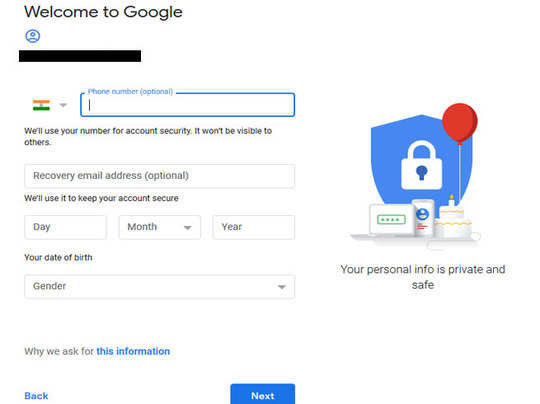 Welcome to Google
Phone number (optional)
We'll use your number for account security. It won't be visible to
others.
Recovery email address (optional)
We'll use it to keep your account secure
Day
Month
Year
Your date of birth
Gender
Why we ask for this information
Back
Next
Your personal info is private and
safe